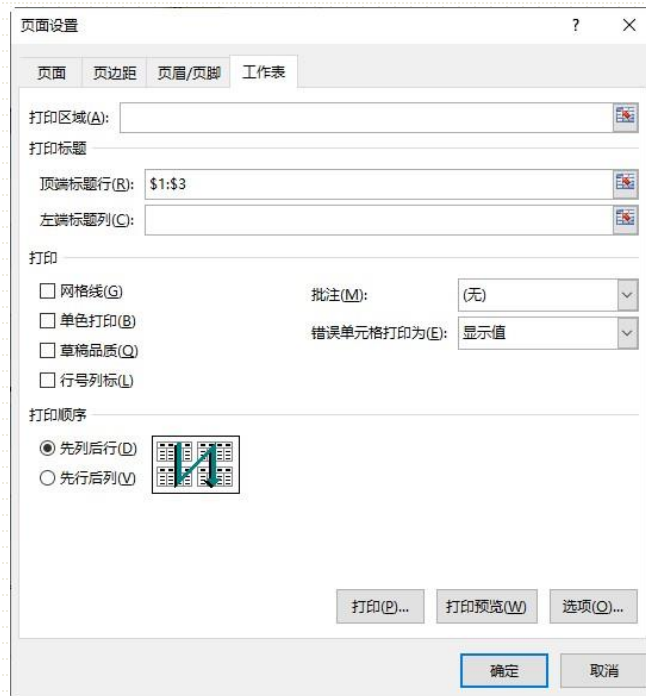 页面设置 ? ×
页面 页边距 页眉/页脚 工作表
打印区域(A):
打印标题
顶端标题行(R): $1:$3
左端标题列(C):
打印
网格线(G) 批注(M): (无)
单色打印(B) 错误单元格打印为(E): 显示值
草稿品质(Q)
行号列标(L)
打印顺序
先列后行(D)
先行后列(V)
打印(P)... 打印预览(W) 选项(O)...
确定 取消